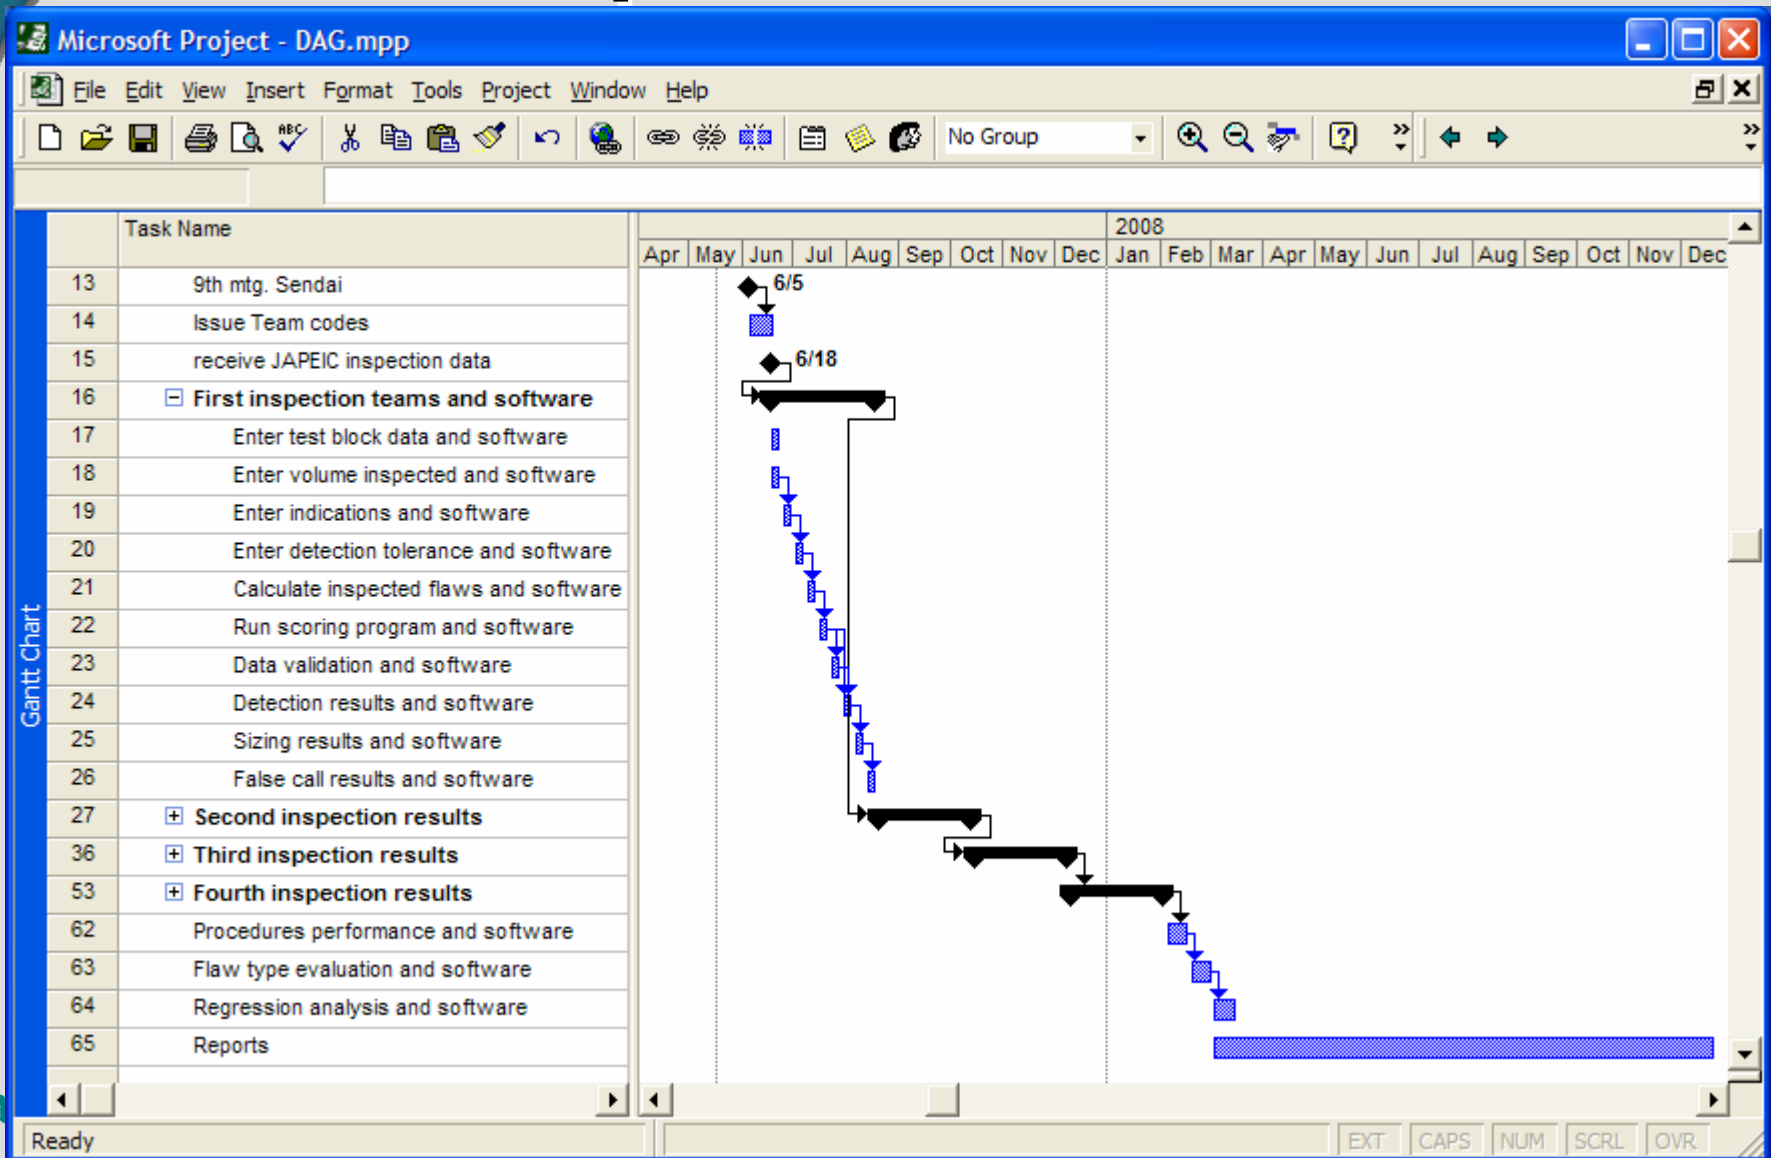 Microsoft Project - DAG.mpp
File Edit View Insert Format Tools Project Window Help
ABC No Group
Task Name
2008
Apr May Jun Jul Aug Sep Oct Nov Dec Jan Feb Mar Apr May Jun Jul Aug Sep Oct Nov Dec
13 9th mtg. Sendai 6/5
14 Issue Team codes
15 receive JAPEIC inspection data 6/18
16 First inspection teams and software
17 Enter test block data and software
18 Enter volume inspected and software
19 Enter indications and software
20 Enter detection tolerance and software
21 Calculate inspected flaws and software
22 Run scoring program and software
23 Data validation and software
24 Detection results and software
25 Sizing results and software
26 False call results and software
27 Second inspection results
36 Third inspection results
53 Fourth inspection results
62 Procedures performance and software
63 Flaw type evaluation and software
64 Regression analysis and software
65 Reports
Gantt Chart
Ready EXT CAPS NUM SCRL OVR